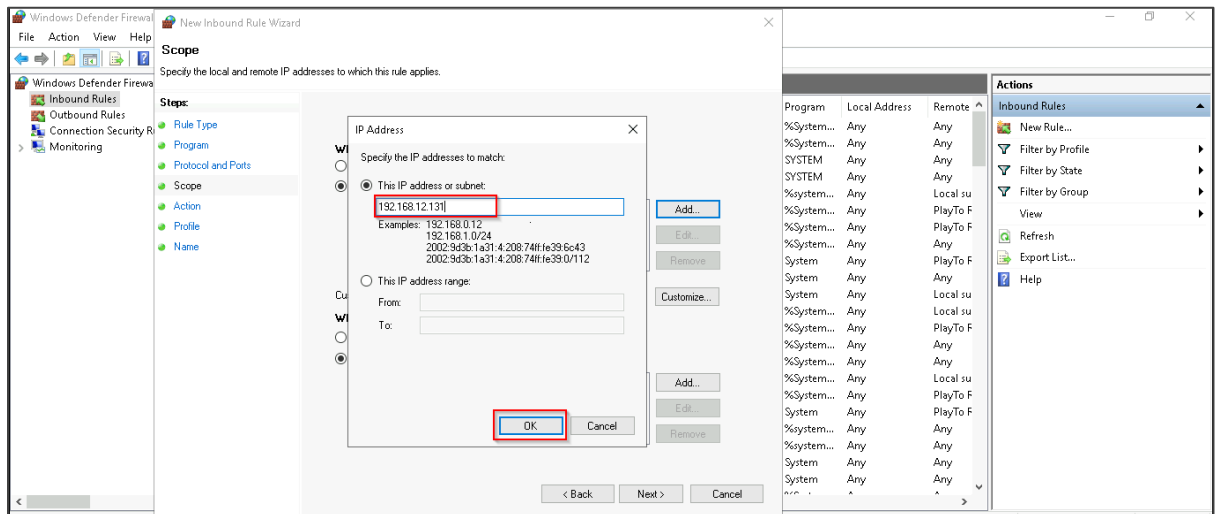 Windows Defender Firewal
New Inbound Rule Wizard
File Action View Help
Scope
Specify the local and remote IP addresses to which this rule applies.
Windows Defender Firewa
Inbound Rules
Outbound Rules
Connection Security R
Monitoring
Steps:
Rule Type
Program
Protocol and Ports
Scope
Action
Profile
Name
IP Address
Specify the IP addresses to match:
This IP address or subnet:
192.168.12.131
Examples: 192.168.0.12
192.168.1.0/24
2002:9d3b:1a31:4:208:74ff:fe39:6c43
2002:9d3b:1a31:4:208:74ff:fe39:0/112
This IP address range:
From:
To:
OK Cancel
Wl
Cu
Wl
Add...
Edit...
Remove
Customize...
Add...
Edit...
Remove
< Back Next > Cancel
Program Local Address Remote
%System... Any Any
%System... Any Any
SYSTEM Any Any
SYSTEM Any Any
%system... Any Local su
%System... Any PlayTo R
%System... Any PlayTo R
%System... Any Any
System Any PlayTo R
System Any Any
System Any Local su
%System... Any Local su
%System... Any PlayTo R
%System... Any Any
%System... Any Any
%System... Any Local su
%System... Any PlayTo R
System Any PlayTo R
%system... Any Any
%system... Any Any
System Any Any
System Any Any
Actions
Inbound Rules
New Rule...
Filter by Profile
Filter by State
Filter by Group
View
Refresh
Export List...
Help